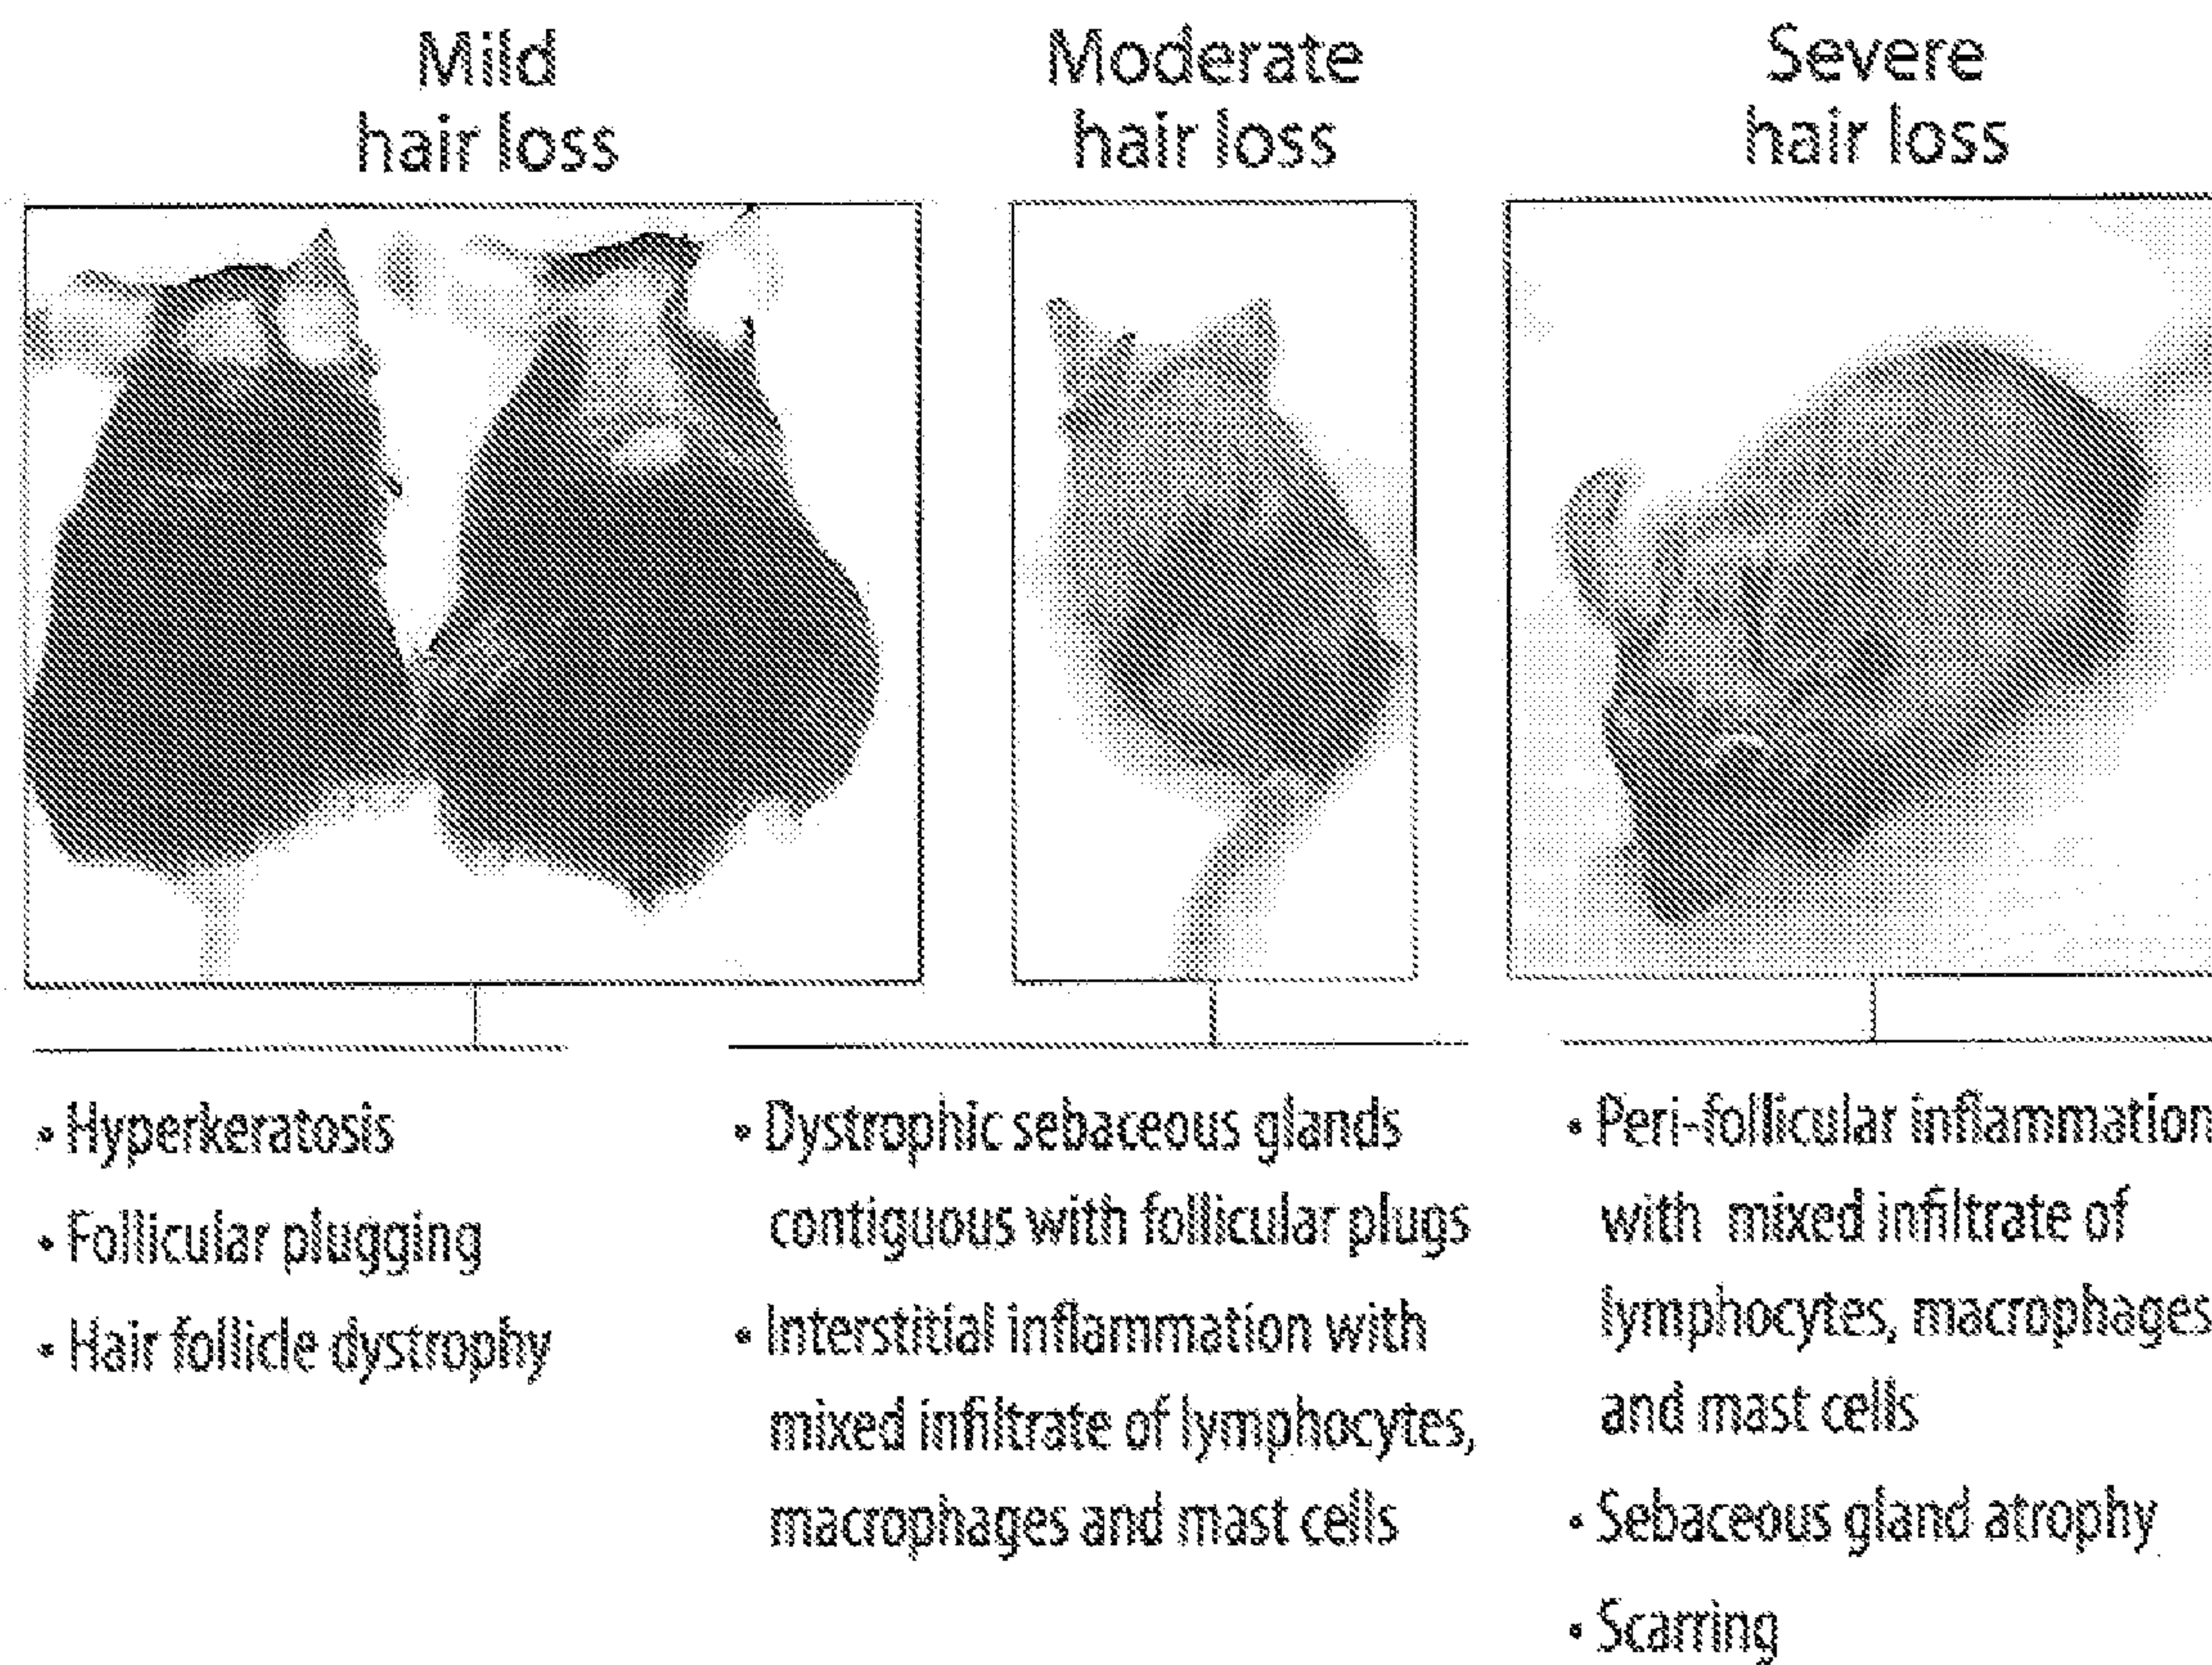 Mild
hair loss
Moderate
hair loss
Severe
hair loss
• Hyperkeratosis
• Follicular plugging
• Hair follicle dystrophy
• Dystrophic sebaceous glands
contiguous with follicular plugs
• Interstitial inflammation with
mixed infiltrate of lymphocytes,
macrophages and mast cells
• Peri-follicular inflammation
with mixed infiltrate of
lymphocytes, macrophages
and mast cells
• Sebaceous gland atrophy
• Scarring